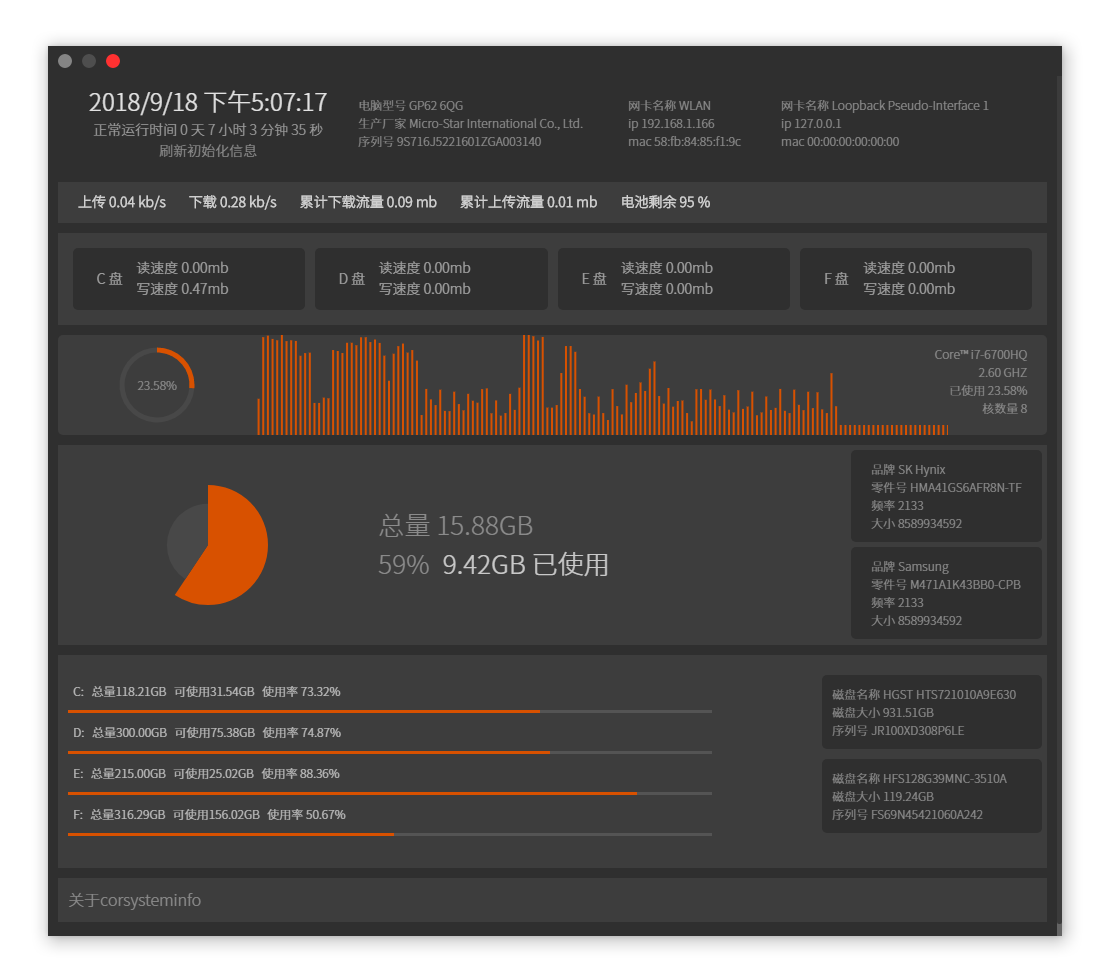 2018/9/18 下午5:07:17
正常运行时间 0 天 7 小时 3 分钟 35 秒
刷新初始化信息
电脑型号 GP62 6QG
生产厂家 Micro-Star International Co., Ltd.
序列号 9S716J5221601ZGA003140
网卡名称 WLAN
ip 192.168.1.166
mac 58:fb:84:85:f1:9c
网卡名称 Loopback Pseudo-Interface 1
ip 127.0.0.1
mac 00:00:00:00:00:00
上传 0.04 kb/s 下载 0.28 kb/s 累计下载流量 0.09 mb 累计上传流量 0.01 mb 电池剩余 95 %
C 盘
读速度 0.00mb
写速度 0.47mb
D 盘
读速度 0.00mb
写速度 0.00mb
E 盘
读速度 0.00mb
写速度 0.00mb
F 盘
读速度 0.00mb
写速度 0.00mb
23.58%
Core™ i7-6700HQ
2.60 GHZ
已使用 23.58%
核数量 8
总量 15.88GB
59% 9.42GB 已使用
品牌 SK Hynix
零件号 HMA41GS6AFR8N-TF
频率 2133
大小 8589934592
品牌 Samsung
零件号 M471A1K43BB0-CPB
频率 2133
大小 8589934592
C: 总量118.21GB 可使用31.54GB 使用率 73.32%
D: 总量300.00GB 可使用75.38GB 使用率 74.87%
E: 总量215.00GB 可使用25.02GB 使用率 88.36%
F: 总量316.29GB 可使用156.02GB 使用率 50.67%
磁盘名称 HGST HTS721010A9E630
磁盘大小 931.51GB
序列号 JR100XD308P6LE
磁盘名称 HFS128G39MNC-3510A
磁盘大小 119.24GB
序列号 FS69N45421060A242
关于corsysteminfo